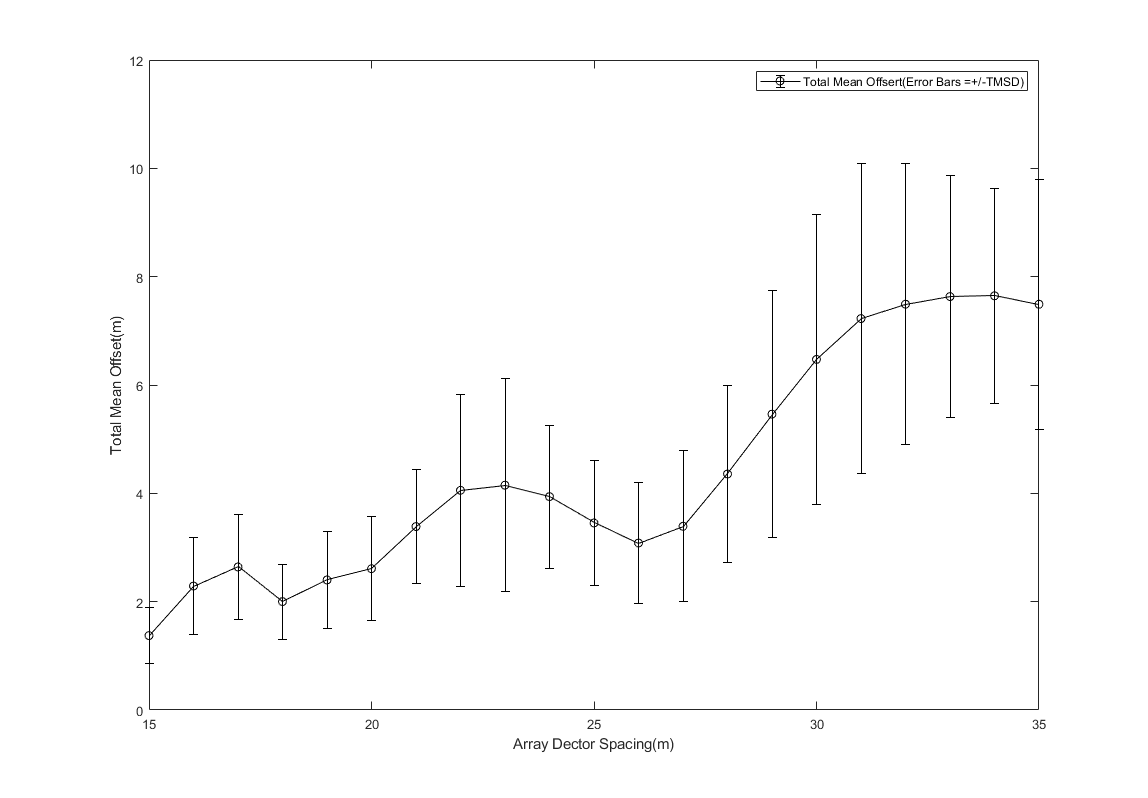 12
Total Mean Offsert(Error Bars =+/-TMSD)
10
8
6
4
2
0
Total Mean Offset(m)
15 20 25 30 35
Array Dector Spacing(m)